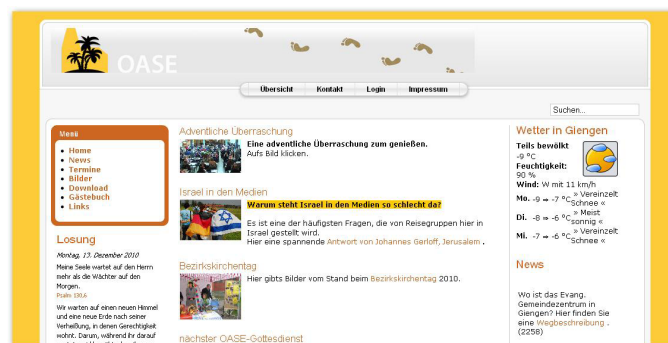 OASE
Übersicht Kontakt Login Impressum
Suchen...
Menü
Home
News
Termine
Bilder
Download
Gästebuch
Links
Losung
Montag, 13. Dezember 2010
Meine Seele wartet auf den Herrn
mehr als die Wächter auf den
Morgen.
Psalm 130,6
Wir warten auf einen neuen Himmel
und eine neue Erde nach seiner
Verheißung, in denen Gerechtigkeit
wohnt. Darum, während ihr darauf
Adventliche Überraschung
Eine adventliche Überraschung zum genießen.
Aufs Bild klicken.
Israel in den Medien
Warum steht Israel in den Medien so schlecht da?
Es ist eine der häufigsten Fragen, die von Reisegruppen hier in
Israel gestellt wird.
Hier eine spannende Antwort von Johannes Gerloff, Jerusalem .
Bezirkskirchentag
Hier gibts Bilder vom Stand beim Bezirkskirchentag 2010.
nächster OASE-Gottesdienst
Wetter in Giengen
Teils bewölkt
-9 °C
Feuchtigkeit:
90 %
Wind: W mit 11 km/h
Mo. -9 ⇒ -7 °C » Vereinzelt
Schnee «
Di. -8 ⇒ -6 °C » Meist
sonnig «
Mi. -7 ⇒ -6 °C » Vereinzelt
Schnee «
News
Wo ist das Evang.
Gemeindezentrum in
Giengen? Hier finden Sie
eine Wegbeschreibung .
(2258)